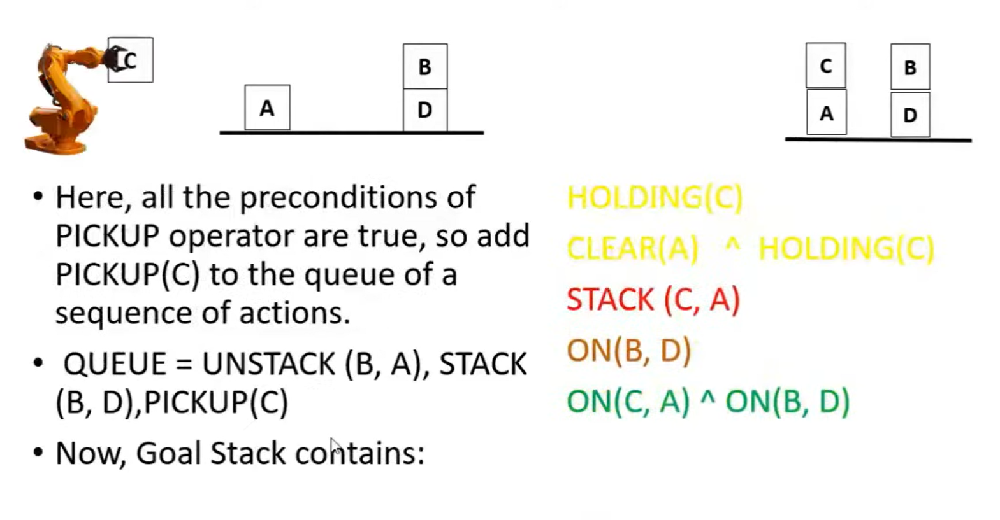 C
A
B
D
C
B
A
D
• Here, all the preconditions of
PICKUP operator are true, so add
PICKUP(C) to the queue of a
sequence of actions.
• QUEUE = UNSTACK (B, A), STACK
(B, D),PICKUP(C)
• Now, Goal Stack contains:
HOLDING(C)
CLEAR(A) ^ HOLDING(C)
STACK (C, A)
ON(B, D)
ON(C, A) ^ ON(B, D)